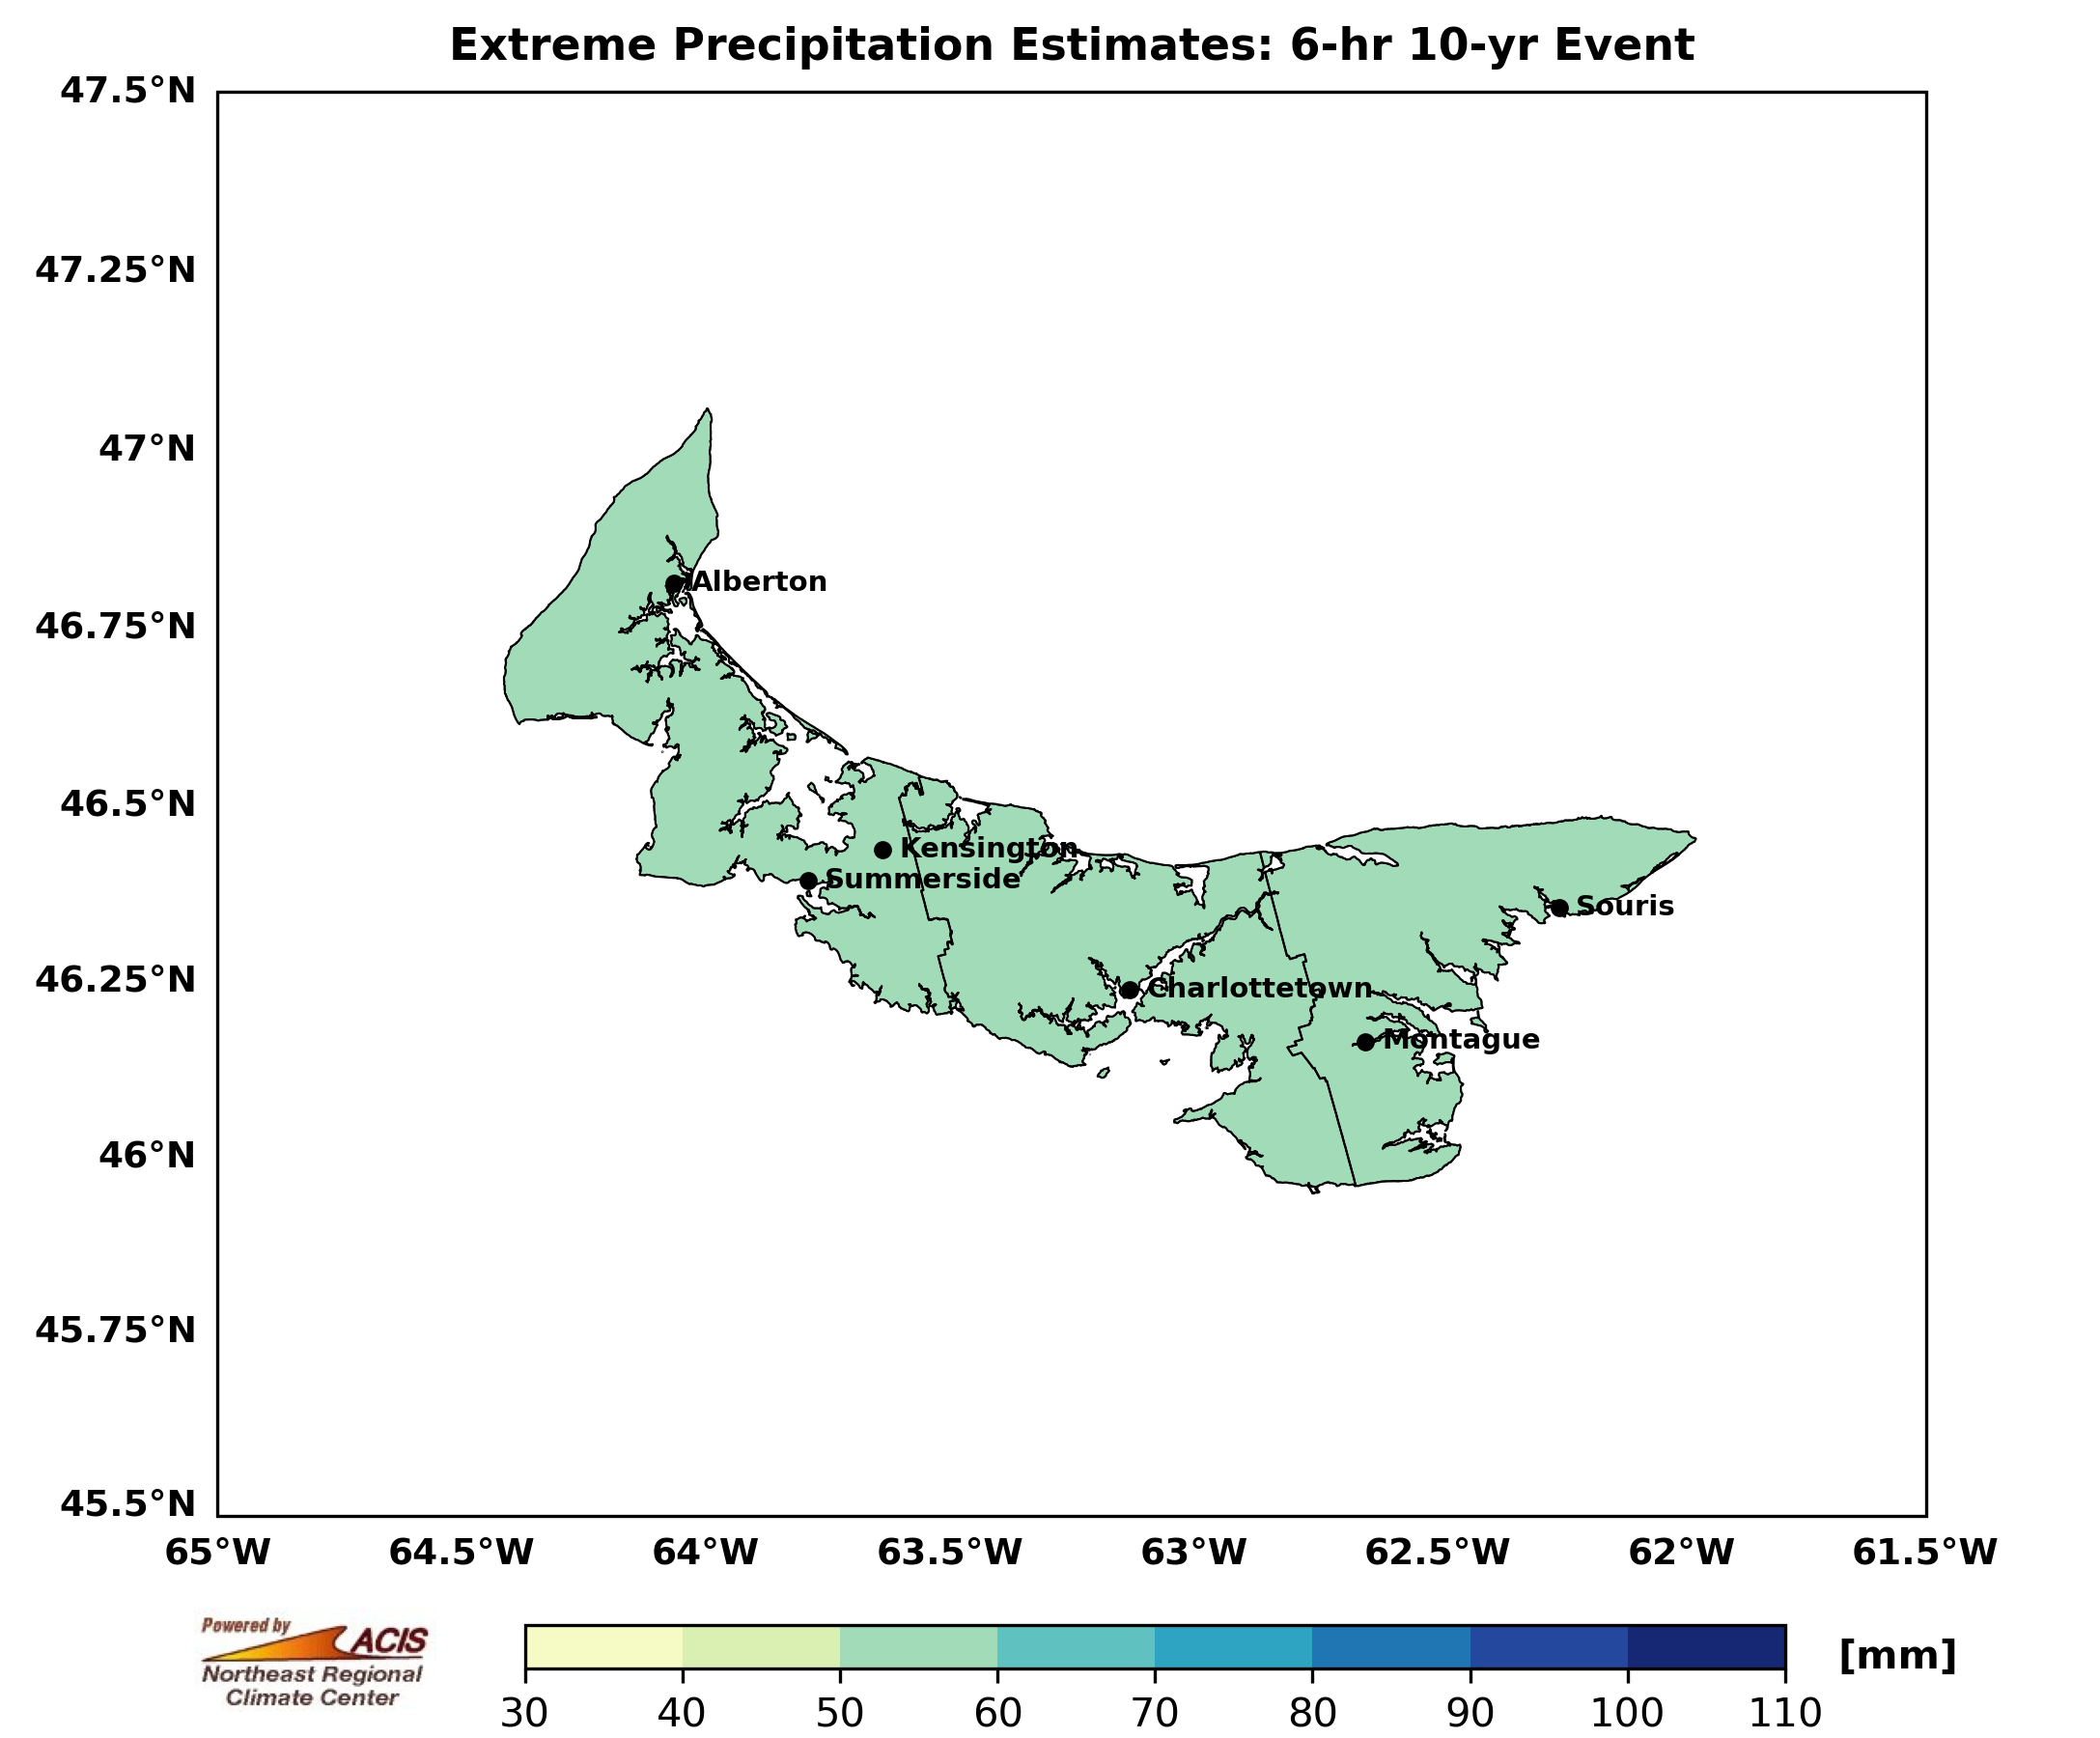 Extreme Precipitation Estimates: 6-hr 10-yr Event
47.5°N
47.25°N
47°N
46.75°N
46.5°N
46.25°N
46°N
45.75°N
45.5°N
Alberton
Kensington
Summerside
Souris
Charlottetown
Montague
65°W 64.5°W 64°W 63.5°W 63°W 62.5°W 62°W 61.5°W
Powered by
ACIS
Northeast Regional
Climate Center
[mm]
30 40 50 60 70 80 90 100 110